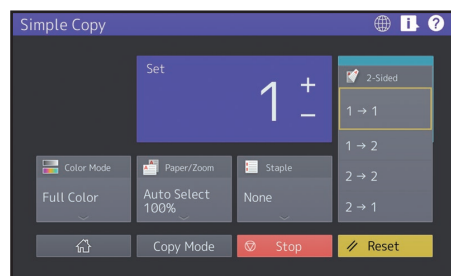 Simple Copy
i ?
Set
1 + −
2-Sided
1 → 1
1 → 2
2 → 2
2 → 1
Color Mode
Full Color
Paper/Zoom
Auto Select
100%
Staple
None
Copy Mode
Stop
Reset